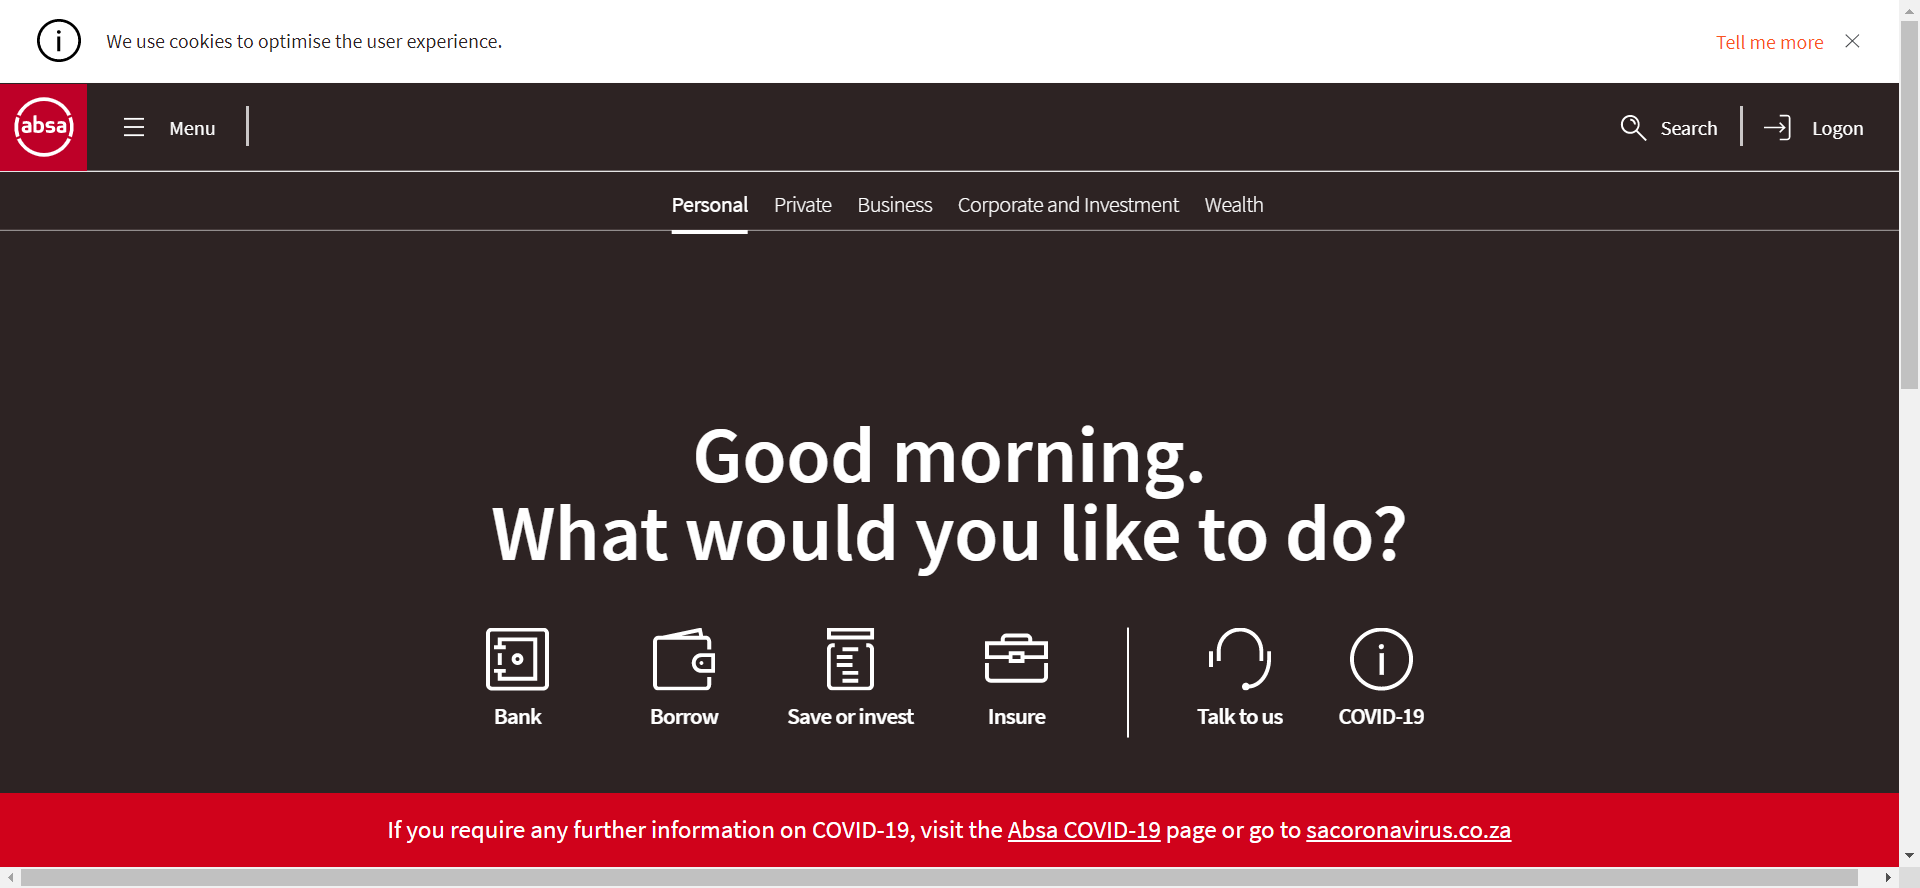 We use cookies to optimise the user experience.
Tell me more
absa
Menu
Search
Logon
Personal
Private
Business
Corporate and Investment
Wealth
Good morning.
What would you like to do?
Bank
Borrow
Save or invest
Insure
Talk to us
COVID-19
If you require any further information on COVID-19, visit the Absa COVID-19 page or go to sacoronavirus.co.za